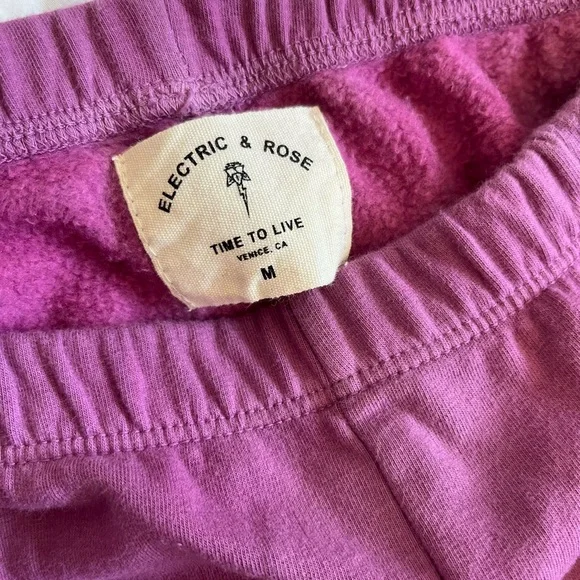 ELECTRIC & ROSE
TIME TO LIVE
VENICE, CA
M